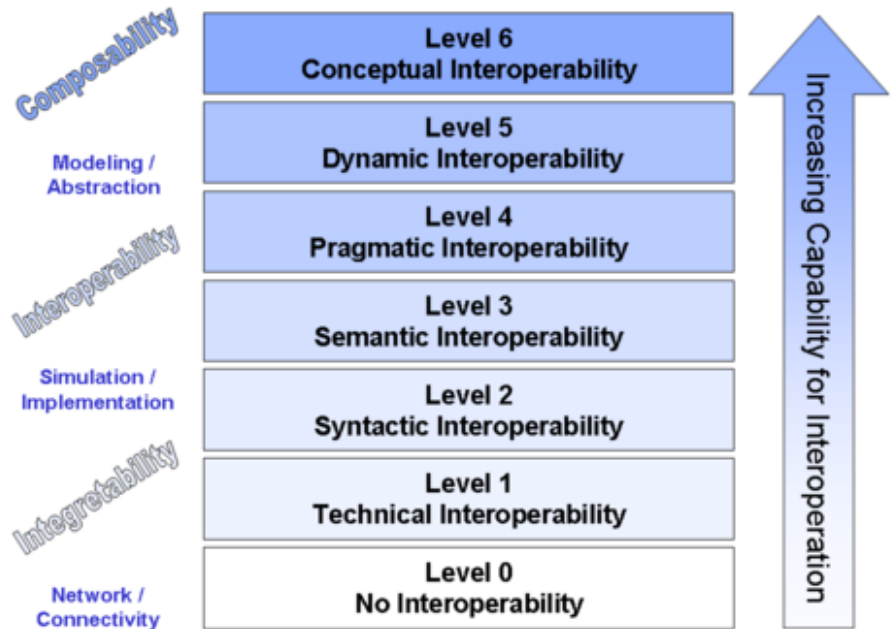 Composability
Level 6
Conceptual Interoperability
Level 5
Dynamic Interoperability
Modeling /
Abstraction
Level 4
Pragmatic Interoperability
Interoperability
Level 3
Semantic Interoperability
Simulation /
Implementation
Level 2
Syntactic Interoperability
Integretability
Level 1
Technical Interoperability
Level 0
No Interoperability
Network /
Connectivity
Increasing Capability for Interoperation